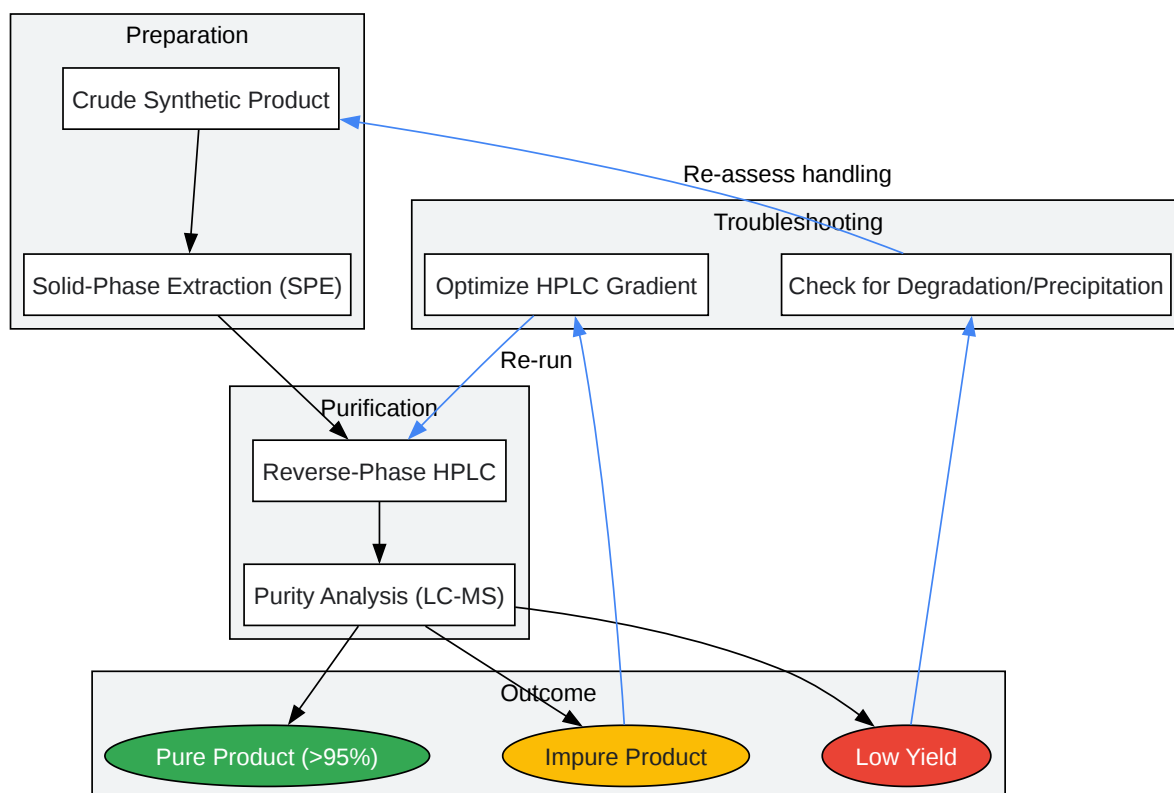 Preparation
Crude Synthetic Product
Re-assess handling
Troubleshooting
Solid-Phase Extraction (SPE)
Optimize HPLC Gradient
Check for Degradation/Precipitation
Re-run
Purification
Reverse-Phase HPLC
Purity Analysis (LC-MS)
Outcome
Pure Product (>95%)
Impure Product
Low Yield